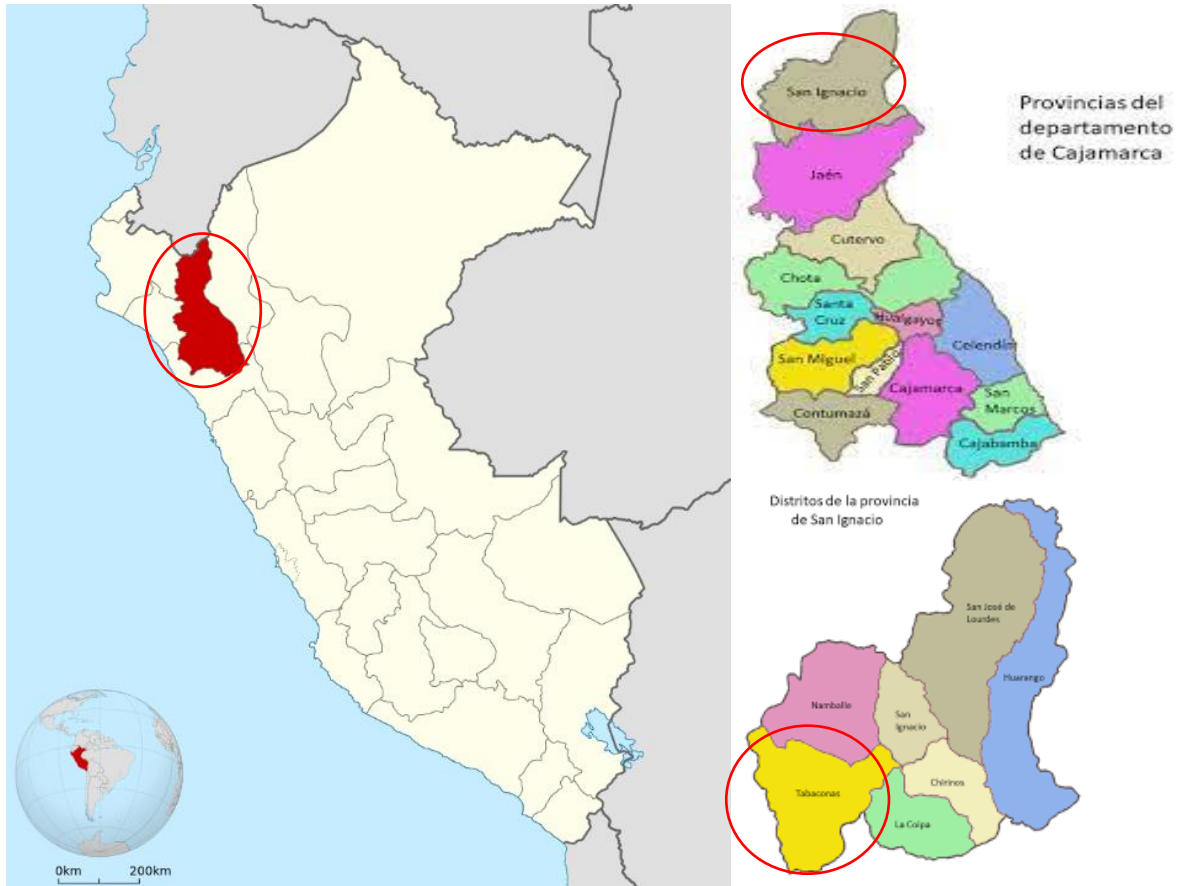 0km 200km
Provincias del
departamento
de Cajamarca
San Ignacio
Jaén
Cutervo
Chota
Santa
Cruz
Hualgayos
Celendín
San Miguel
San Pablo
Cajamarca
San
Marcos
Contumazá
Cajabamba
Distritos de la provincia
de San Ignacio
San José de
Lourdes
Huarango
Namballe
San
Ignacio
Chirinos
Tabaconas
La Coipa